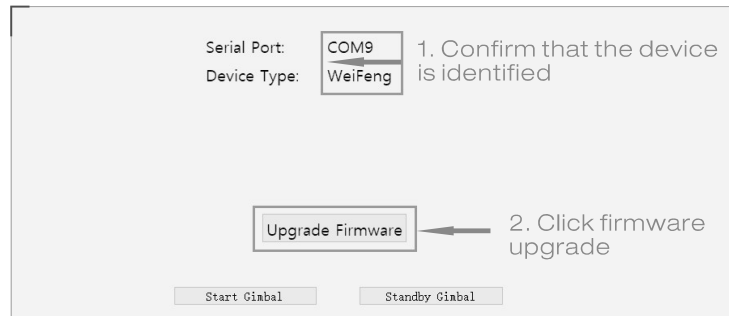 Serial Port: COM9
Device Type: WeiFeng
1. Confirm that the device
is identified
Upgrade Firmware
2. Click firmware
upgrade
Start Gimbal
Standby Gimbal